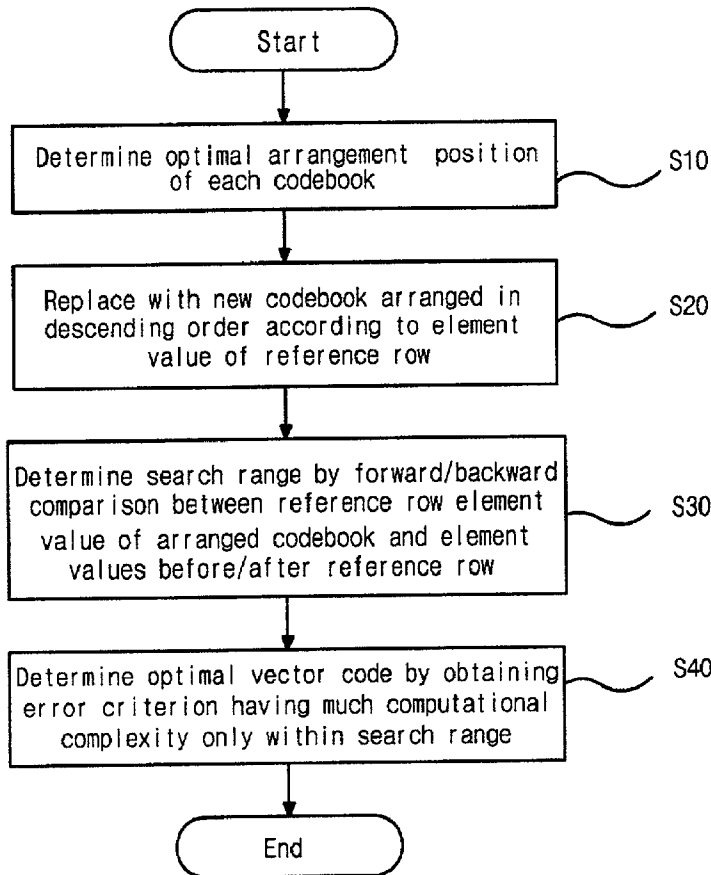 Start
Determine optimal arrangement position
of each codebook
S10
Replace with new codebook arranged in
descending order according to element
value of reference row
S20
Determine search range by forward/backward
comparison between reference row element
value of arranged codebook and element
values before/after reference row
S30
Determine optimal vector code by obtaining
error criterion having much computational
complexity only within search range
S40
End